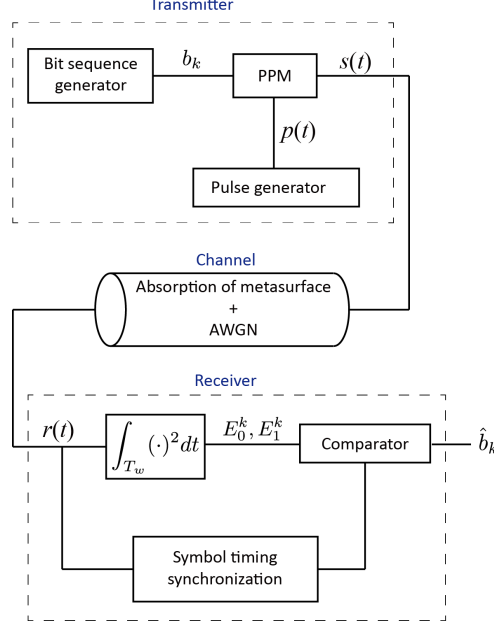 Transmitter
Bit sequence
generator
b_k
PPM
s(t)
p(t)
Pulse generator
Channel
Absorption of metasurface
+
AWGN
Receiver
r(t)
∫_{T_w} (·)^2 dt
E_0^k, E_1^k
Comparator
\hat{b}_k
Symbol timing
synchronization